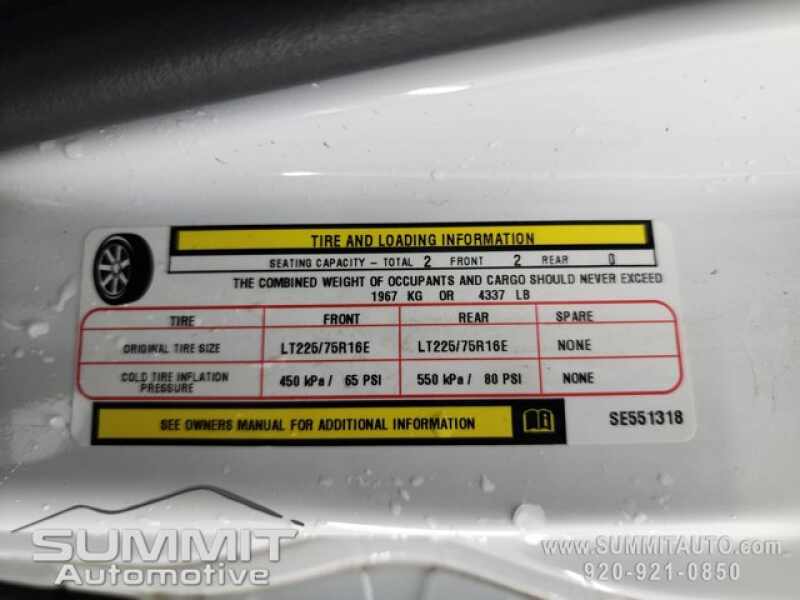 TIRE AND LOADING INFORMATION
SEATING CAPACITY - TOTAL 2 FRONT 2 REAR 0
THE COMBINED WEIGHT OF OCCUPANTS AND CARGO SHOULD NEVER EXCEED
1967 KG OR 4337 LB
TIRE FRONT REAR SPARE
ORIGINAL TIRE SIZE LT225/75R16E LT225/75R16E NONE
COLD TIRE INFLATION PRESSURE 450 kPa / 65 PSI 550 kPa / 80 PSI NONE
SEE OWNERS MANUAL FOR ADDITIONAL INFORMATION SE551318
SUMMIT
Automotive
www.SUMMITAUTO.com
920-921-0850